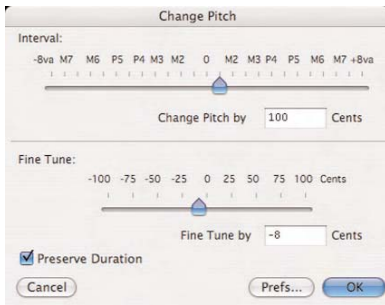 Change Pitch
Interval:
-8va M7 M6 P5 P4 M3 M2 0 M2 M3 P4 P5 M6 M7 +8va
Change Pitch by 100 Cents
Fine Tune:
-100 -75 -50 -25 0 25 50 75 100 Cents
Fine Tune by -8 Cents
Preserve Duration
Cancel Prefs... OK